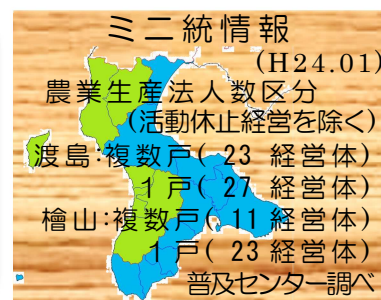 ミニ統情報
(H24.01)
農業生産法人数区分
(活動休止経営を除く)
渡島:複数戸( 23 経営体)
1 戸( 27 経営体)
檜山:複数戸( 11 経営体)
1 戸( 23 経営体)
普及センター調べ